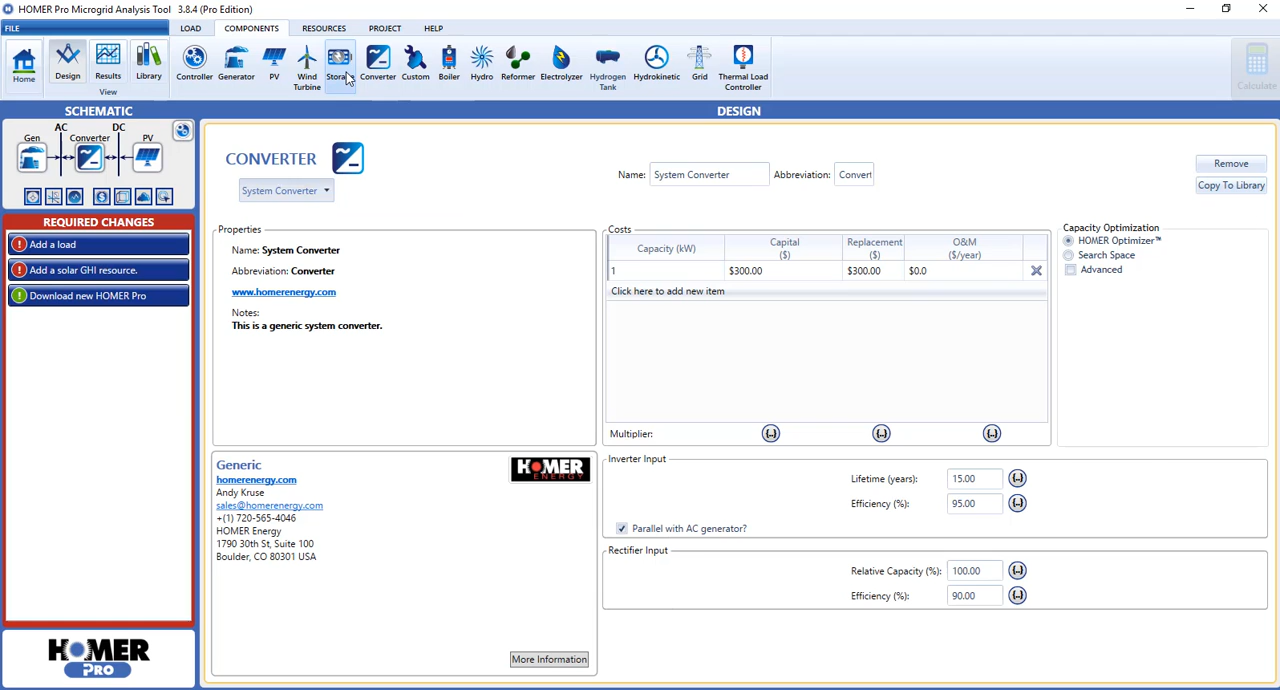 HOMER Pro Microgrid Analysis Tool 3.8.4 (Pro Edition)
FILE LOAD COMPONENTS RESOURCES PROJECT HELP
Home Design Results Library Controller Generator PV Wind Turbine Converter Custom Boiler Hydro Reformer Electrolyzer Hydrogen Tank Hydrokinetic Grid Thermal Load Controller Calculate
View
SCHEMATIC
DESIGN
AC DC
Gen Converter PV
REQUIRED CHANGES
Add a load
Add a solar GHI resource.
Download new HOMER Pro
HOMER
PRO
CONVERTER
System Converter
Name: System Converter Abbreviation: Convert
Remove
Copy To Library
Properties
Name: System Converter
Abbreviation: Converter
www.homerenergy.com
Notes:
This is a generic system converter.
Generic
homerenergy.com
Andy Kruse
sales@homerenergy.com
+(1) 720-565-4046
HOMER Energy
1790 30th St, Suite 100
Boulder, CO 80301 USA
HOMER
ENERGY
More Information
Costs
Capacity (kW) Capital ($) Replacement ($) O&M ($/year)
1 $300.00 $300.00 $0.0
Click here to add new item
Multiplier: (..) (..) (..)
Capacity Optimization
HOMER Optimizer™
Search Space
Advanced
Inverter Input
Lifetime (years): 15.00 (..)
Efficiency (%): 95.00 (..)
Parallel with AC generator?
Rectifier Input
Relative Capacity (%): 100.00 (..)
Efficiency (%): 90.00 (..)